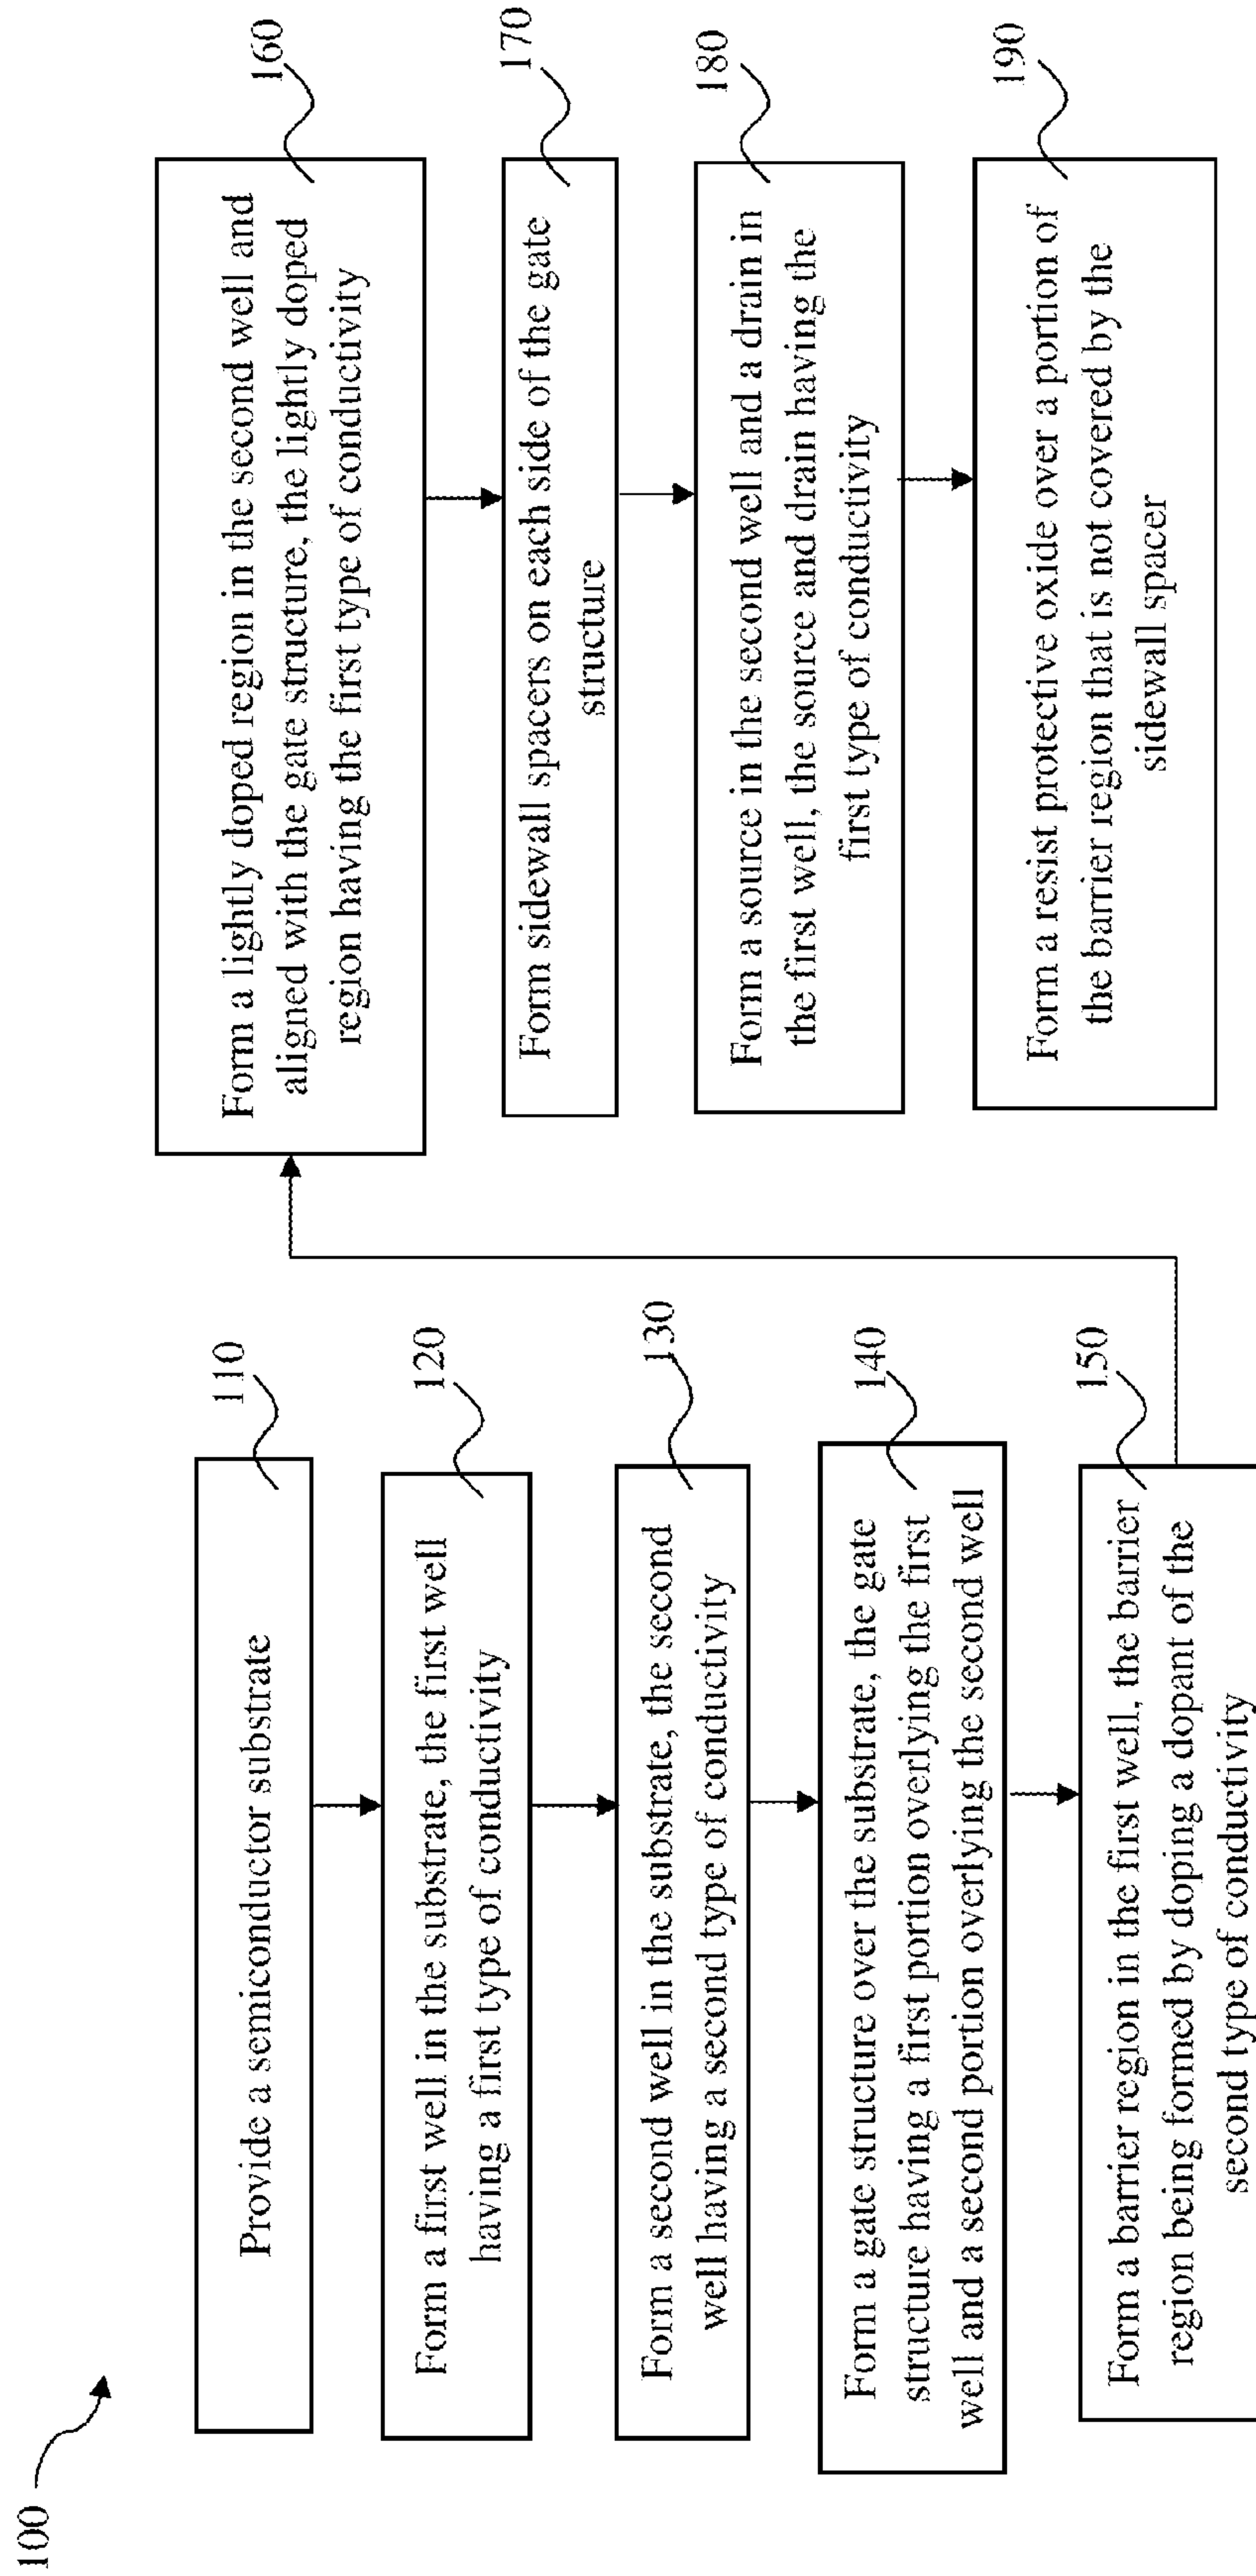 100
110
Provide a semiconductor substrate
120
Form a first well in the substrate, the first well
having a first type of conductivity
130
Form a second well in the substrate, the second
well having a second type of conductivity
140
Form a gate structure over the substrate, the gate
structure having a first portion overlying the first
well and a second portion overlying the second well
150
Form a barrier region in the first well, the barrier
region being formed by doping a dopant of the
second type of conductivity
160
Form a lightly doped region in the second well and
aligned with the gate structure, the lightly doped
region having the first type of conductivity
170
Form sidewall spacers on each side of the gate
structure
180
Form a source in the second well and a drain in
the first well, the source and drain having the
first type of conductivity
190
Form a resist protective oxide over a portion of
the barrier region that is not covered by the
sidewall spacer